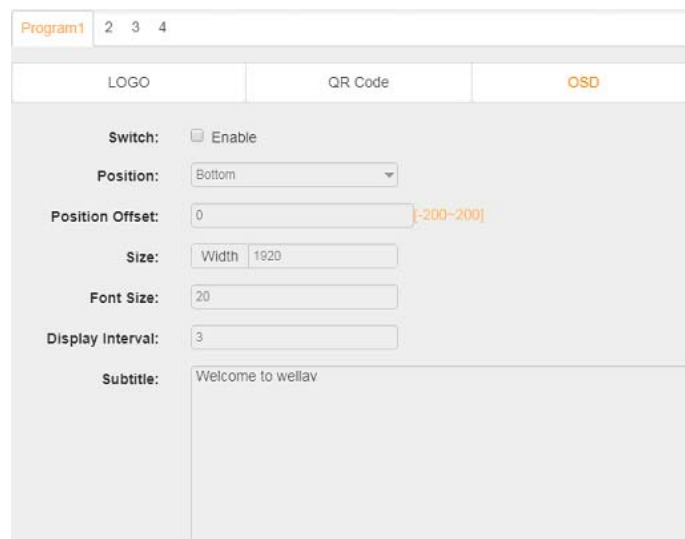 Program1 2 3 4
LOGO QR Code OSD
Switch: Enable
Position: Bottom
Position Offset: 0 [-200~200]
Size: Width 1920
Font Size: 20
Display Interval: 3
Subtitle: Welcome to wellav